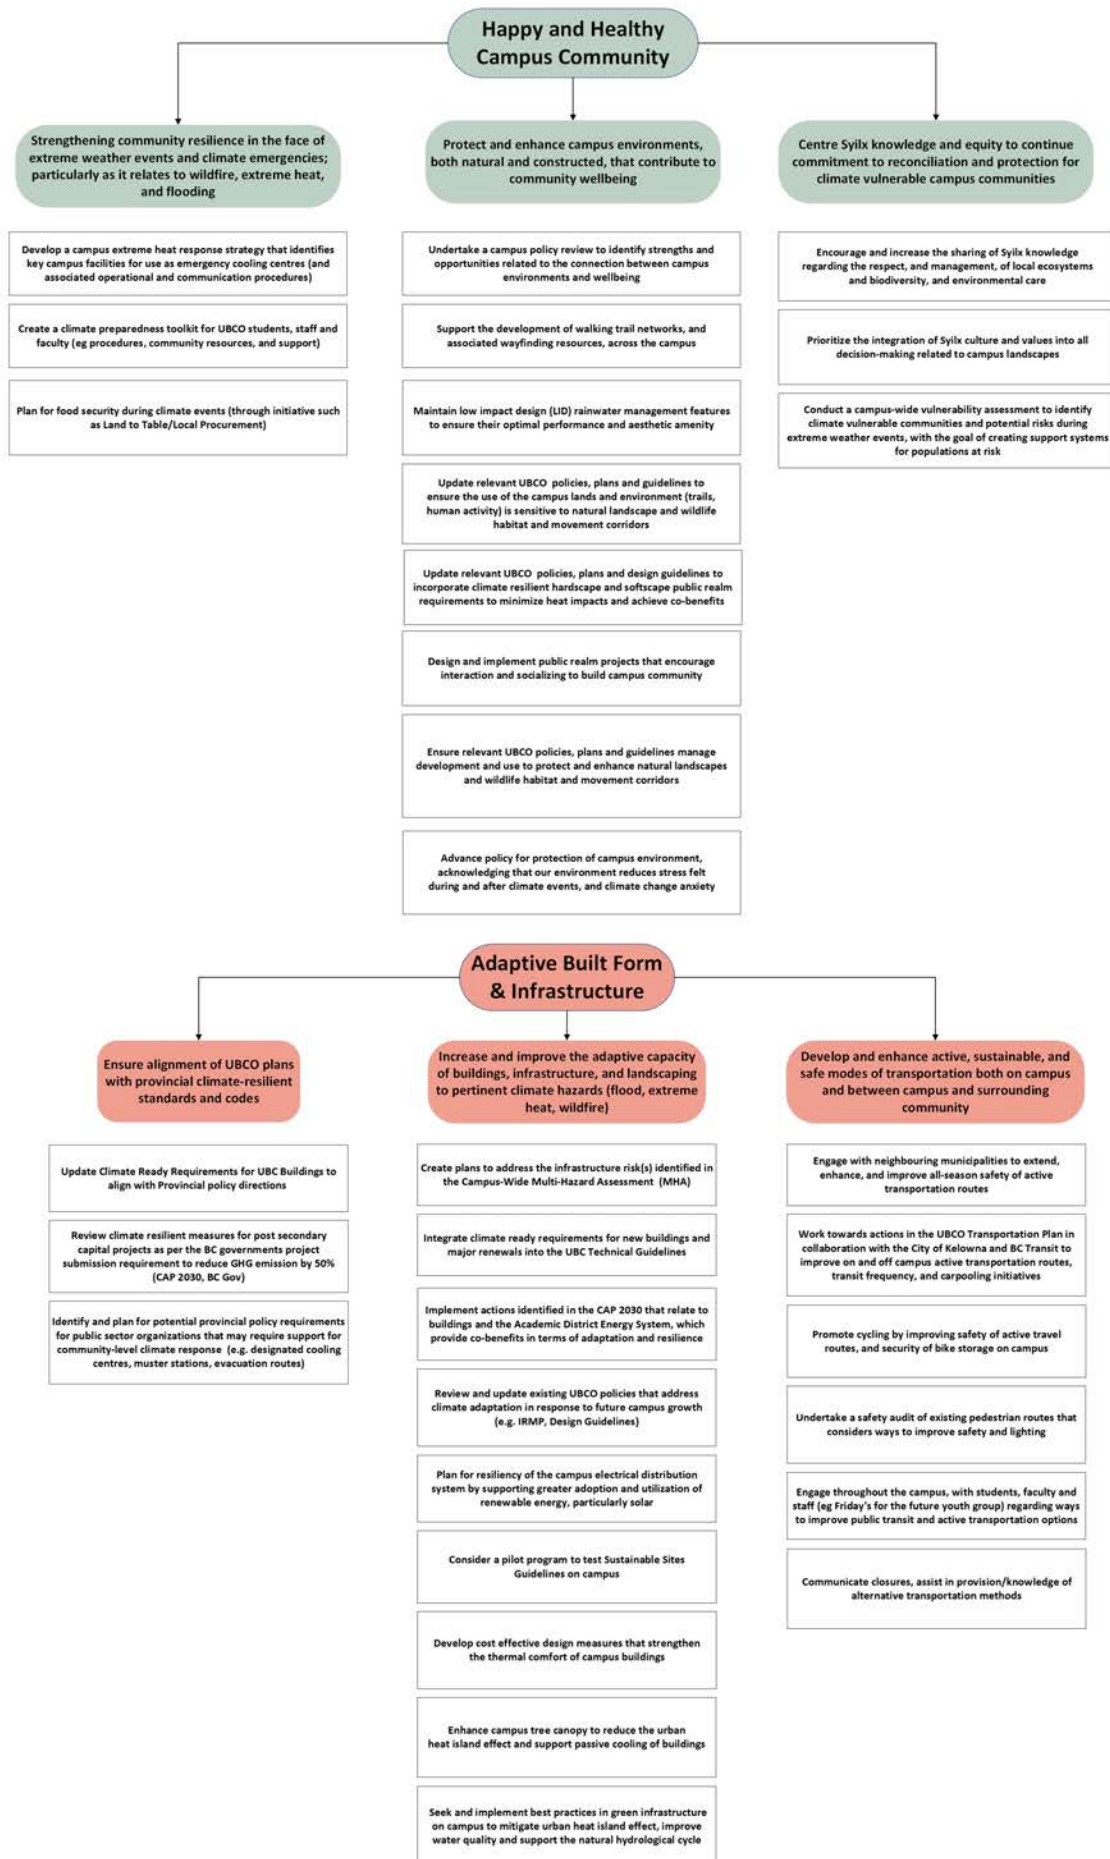 Happy and Healthy
Campus Community
Strengthening community resilience in the face of
extreme weather events and climate emergencies;
particularly as it relates to wildfire, extreme heat,
and flooding
Develop a campus extreme heat response strategy that identifies
key campus facilities for use as emergency cooling centres (and
associated operational and communication procedures)
Create a climate preparedness toolkit for UBCO students, staff and
faculty (eg procedures, community resources, and support)
Plan for food security during climate events (through initiative such
as Land to Table/Local Procurement)
Protect and enhance campus environments,
both natural and constructed, that contribute to
community wellbeing
Undertake a campus policy review to identify strengths and
opportunities related to the connection between campus
environments and wellbeing
Support the development of walking trail networks, and
associated wayfinding resources, across the campus
Maintain low impact design (LID) rainwater management features
to ensure their optimal performance and aesthetic amenity
Update relevant UBCO policies, plans and guidelines to
ensure the use of the campus lands and environment (trails,
human activity) is sensitive to natural landscape and wildlife
habitat and movement corridors
Update relevant UBCO policies, plans and design guidelines to
incorporate climate resilient hardscape and softscape public realm
requirements to minimize heat impacts and achieve co-benefits
Design and implement public realm projects that encourage
interaction and socializing to build campus community
Ensure relevant UBCO policies, plans and guidelines manage
development and use to protect and enhance natural landscapes
and wildlife habitat and movement corridors
Advance policy for protection of campus environment,
acknowledging that our environment reduces stress felt
during and after climate events, and climate change anxiety
Centre Syilx knowledge and equity to continue
commitment to reconciliation and protection for
climate vulnerable campus communities
Encourage and increase the sharing of Syilx knowledge
regarding the respect, and management, of local ecosystems
and biodiversity, and environmental care
Prioritize the integration of Syilx culture and values into all
decision-making related to campus landscapes
Conduct a campus-wide vulnerability assessment to identify
climate vulnerable communities and potential risks during
extreme weather events, with the goal of creating support systems
for populations at risk
Adaptive Built Form
& Infrastructure
Ensure alignment of UBCO plans
with provincial climate-resilient
standards and codes
Update Climate Ready Requirements for UBC Buildings to
align with Provincial policy directions
Review climate resilient measures for post secondary
capital projects as per the BC governments project
submission requirement to reduce GHG emission by 50%
(CAP 2030, BC Gov)
Identify and plan for potential provincial policy requirements
for public sector organizations that may require support for
community-level climate response (e.g. designated cooling
centres, muster stations, evacuation routes)
Increase and improve the adaptive capacity
of buildings, infrastructure, and landscaping
to pertinent climate hazards (flood, extreme
heat, wildfire)
Create plans to address the infrastructure risk(s) identified in
the Campus-Wide Multi-Hazard Assessment (MHA)
Integrate climate ready requirements for new buildings and
major renewals into the UBC Technical Guidelines
Implement actions identified in the CAP 2030 that relate to
buildings and the Academic District Energy System, which
provide co-benefits in terms of adaptation and resilience
Review and update existing UBCO policies that address
climate adaptation in response to future campus growth
(e.g. IRMP, Design Guidelines)
Plan for resiliency of the campus electrical distribution
system by supporting greater adoption and utilization of
renewable energy, particularly solar
Consider a pilot program to test Sustainable Sites
Guidelines on campus
Develop cost effective design measures that strengthen
the thermal comfort of campus buildings
Enhance campus tree canopy to reduce the urban
heat island effect and support passive cooling of buildings
Seek and implement best practices in green infrastructure
on campus to mitigate urban heat island effect, improve
water quality and support the natural hydrological cycle
Develop and enhance active, sustainable, and
safe modes of transportation both on campus
and between campus and surrounding
community
Engage with neighbouring municipalities to extend,
enhance, and improve all-season safety of active
transportation routes
Work towards actions in the UBCO Transportation Plan in
collaboration with the City of Kelowna and BC Transit to
improve on and off campus active transportation routes,
transit frequency, and carpooling initiatives
Promote cycling by improving safety of active travel
routes, and security of bike storage on campus
Undertake a safety audit of existing pedestrian routes that
considers ways to improve safety and lighting
Engage throughout the campus, with students, faculty and
staff (eg Friday's for the future youth group) regarding ways
to improve public transit and active transportation options
Communicate closures, assist in provision/knowledge of
alternative transportation methods